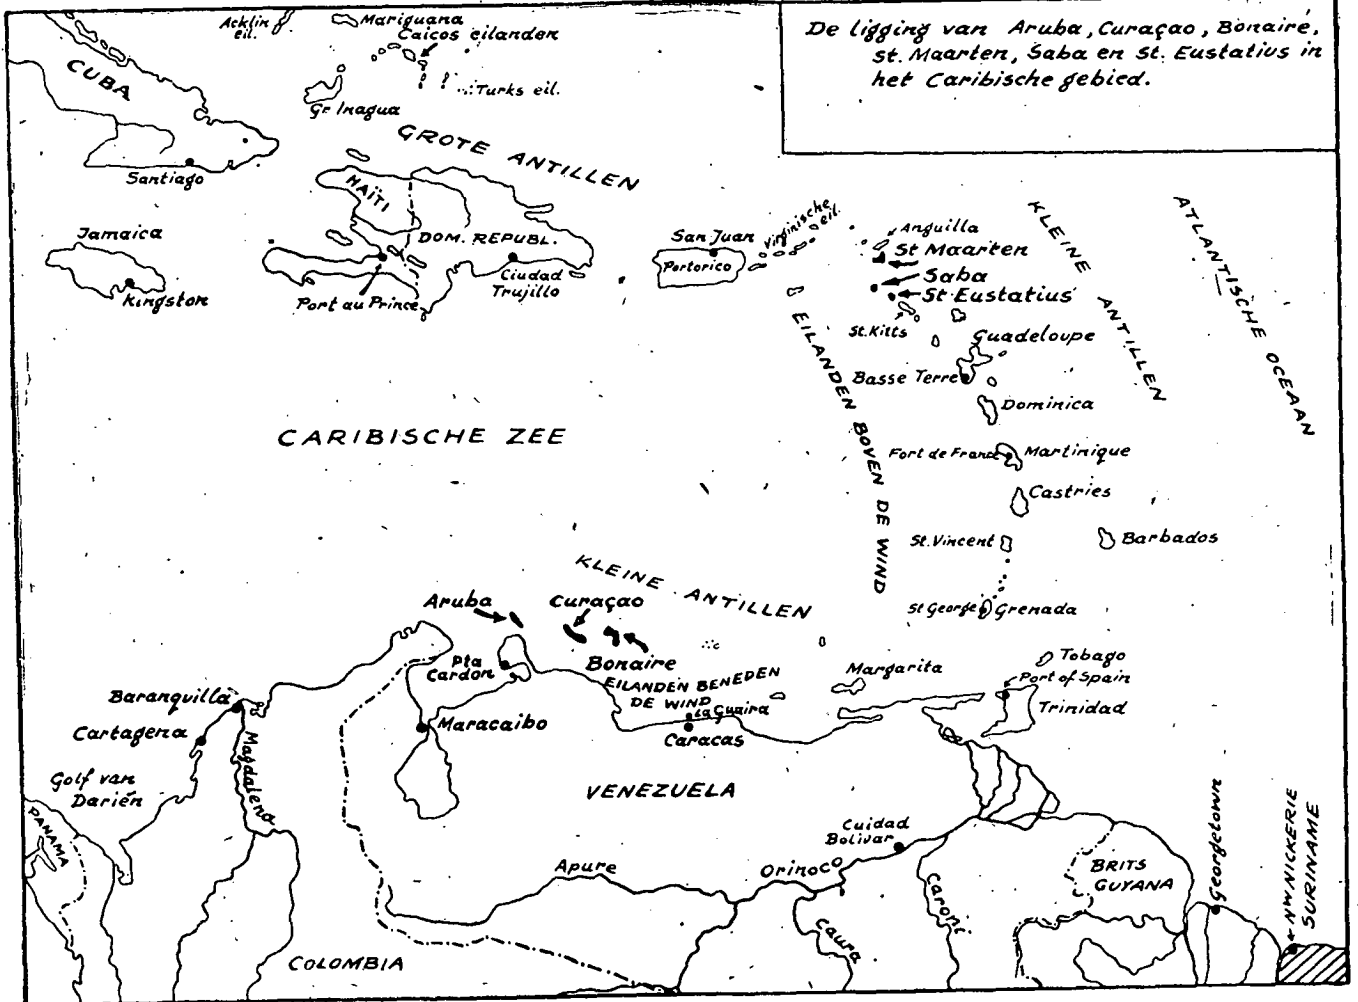 De ligging van Aruba, Curaçao, Bonaire,
St. Maarten, Saba en St. Eustatius in
het Caribische gebied.
Acklin
eil.
Mariguana
Caicos eilanden
Turks eil.
Gr Inagua
CUBA
Santiago
GROTE ANTILLEN
HAÏTI
DOM. REPUBL.
Jamaica
Kingston
Port au Prince
Ciudad
Trujillo
San Juan
Portorico
Virginische
eil.
Anguilla
St Maarten
Saba
St Eustatius
St. Kitts
KLEINE ANTILLEN
ATLANTISCHE OCEAAN
EILANDEN BOVEN DE WIND
Guadeloupe
Basse Terre
Dominica
CARIBISCHE ZEE
Fort de France
Martinique
Castries
St. Vincent
Barbados
St George
Grenada
KLEINE ANTILLEN
Aruba
Curaçao
Bonaire
EILANDEN BENEDEN
DE WIND
Pta
Cardon
Margarita
Tobago
Port of Spain
Trinidad
Baranquilla
Cartagena
Maracaibo
La Guaira
Caracas
Golf van
Darién
Magdalena
PANAMA
VENEZUELA
Cuidad
Bolivar
Apure
Orinoco
Caura
Caroni
BRITS
GUYANA
Georgetown
NW NICKERIE
SURINAME
COLOMBIA